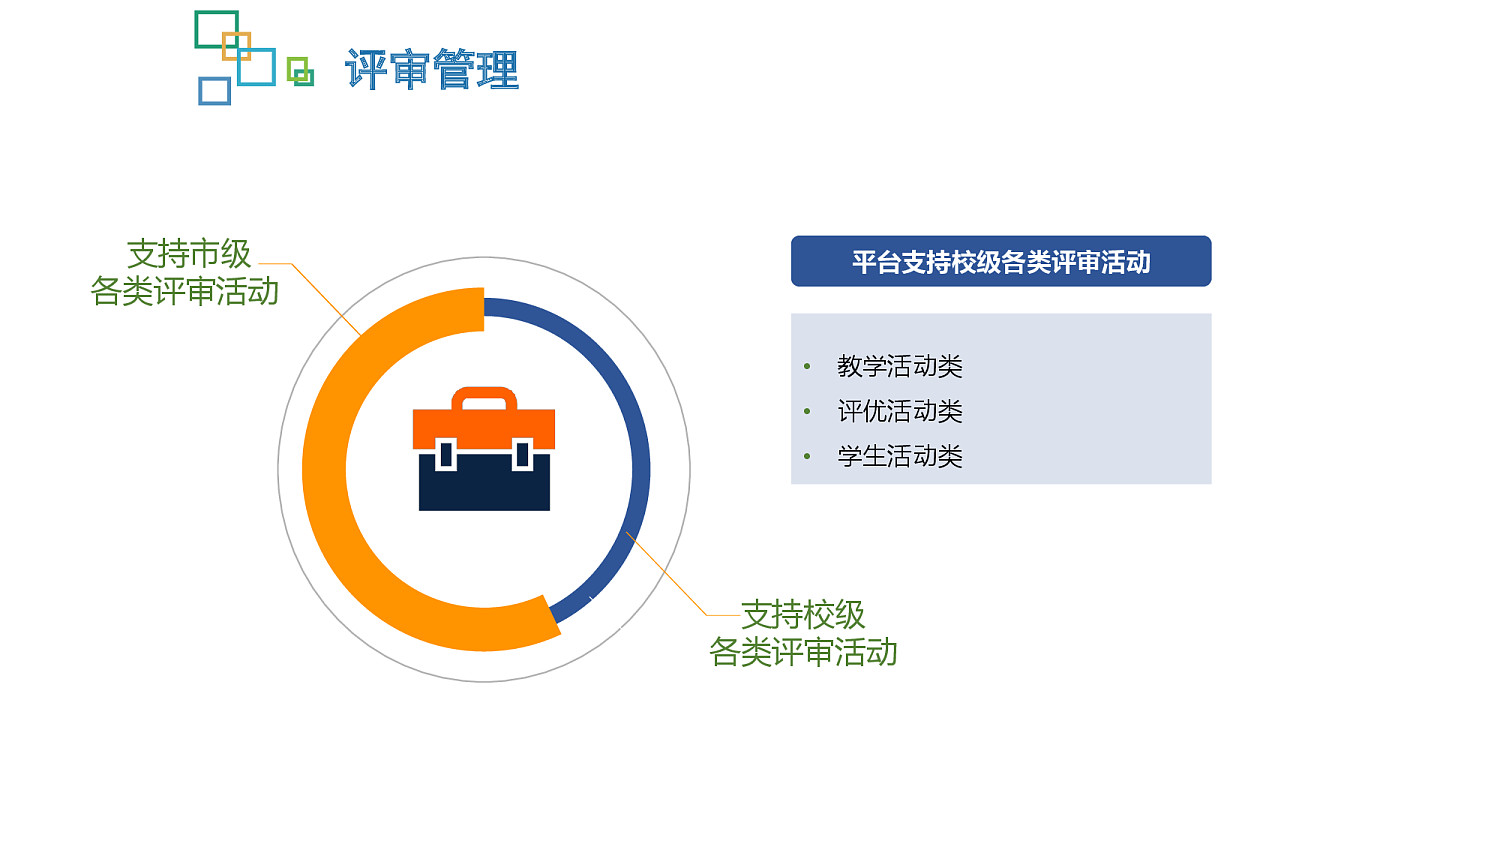 评审管理
支持市级
各类评审活动
平台支持校级各类评审活动
• 教学活动类
• 评优活动类
• 学生活动类
支持校级
各类评审活动